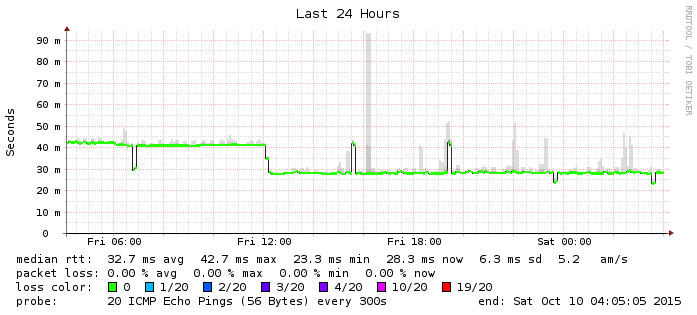 Last 24 Hours
RRDTOOL / TOBI OETIKER
Seconds
90 m
80 m
70 m
60 m
50 m
40 m
30 m
20 m
10 m
0
Fri 06:00 Fri 12:00 Fri 18:00 Sat 00:00
median rtt: 32.7 ms avg 42.7 ms max 23.3 ms min 28.3 ms now 6.3 ms sd 5.2 am/s
packet loss: 0.00 % avg 0.00 % max 0.00 % min 0.00 % now
loss color: 0 1/20 2/20 3/20 4/20 10/20 19/20
probe: 20 ICMP Echo Pings (56 Bytes) every 300s end: Sat Oct 10 04:05:05 2015